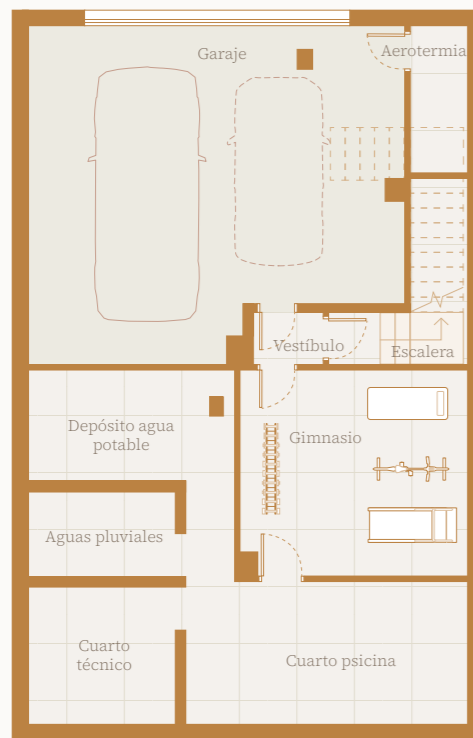 Garaje
Aerotermia
Vestíbulo
Escalera
Depósito agua
potable
Gimnasio
Aguas pluviales
Cuarto
técnico
Cuarto psicina